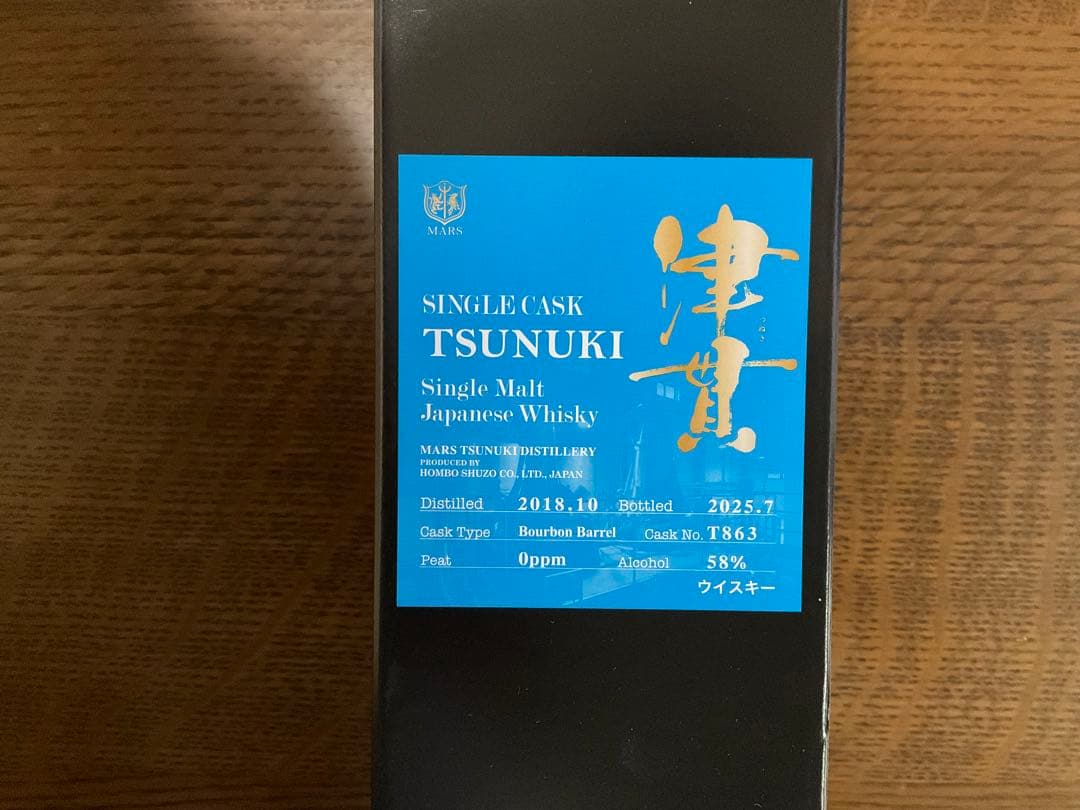 MARS
津貫
SINGLE CASK
TSUNUKI
Single Malt
Japanese Whisky
MARS TSUNUKI DISTILLERY
PRODUCED BY
HOMBO SHUZO CO., LTD., JAPAN
Distilled 2018.10 Bottled 2025.7
Cask Type Bourbon Barrel Cask No. T863
Peat 0ppm Alcohol 58%
ウイスキー